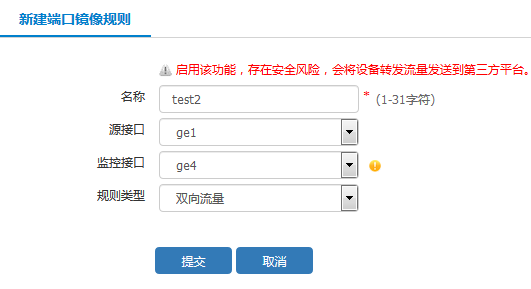 新建端口镜像规则
启用该功能，存在安全风险，会将设备转发流量发送到第三方平台。
名称 test2 * (1-31字符)
源接口 ge1
监控接口 ge4
规则类型 双向流量
提交 取消